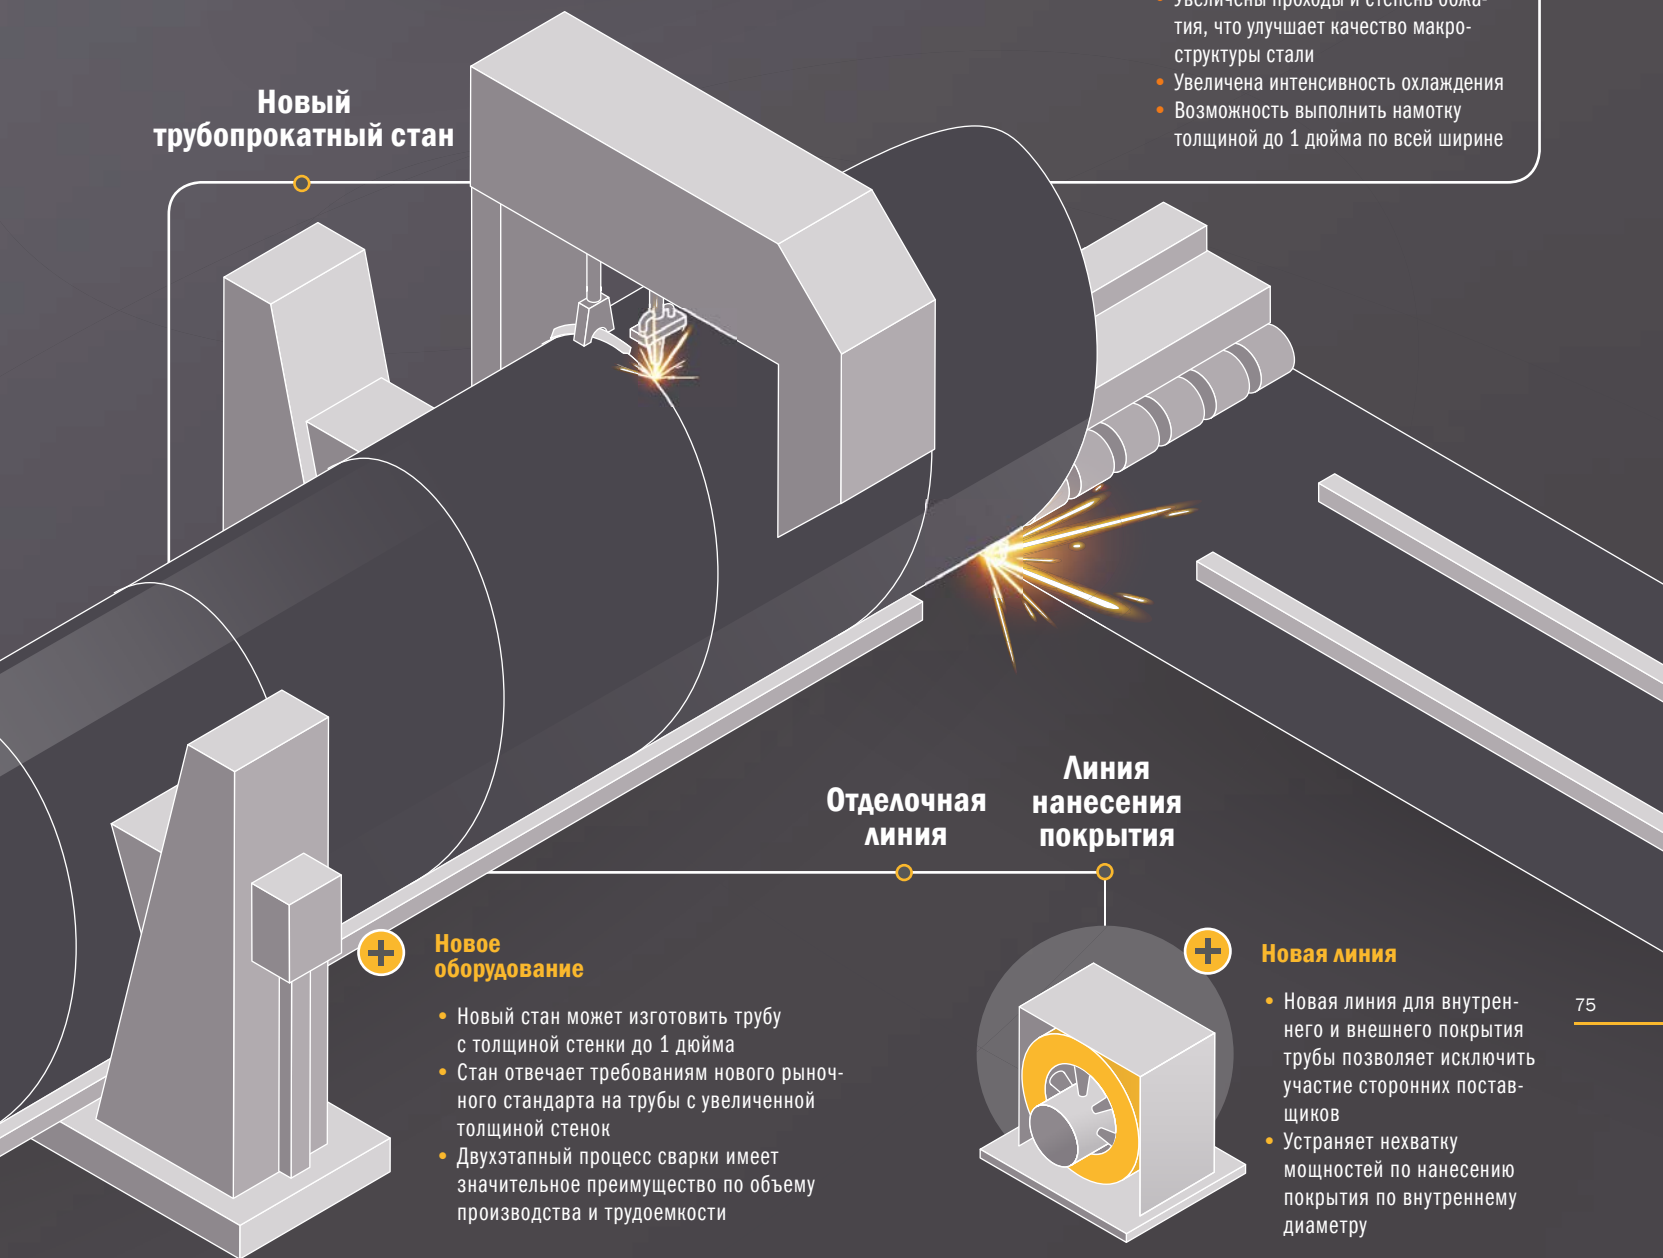 • Увеличены проходы и степень обжа-
тия, что улучшает качество макро-
структуры стали
• Увеличена интенсивность охлаждения
• Возможность выполнить намотку
толщиной до 1 дюйма по всей ширине
Новый
трубопрокатный стан
Отделочная
линия
Линия
нанесения
покрытия
Новое
оборудование
• Новый стан может изготовить трубу
с толщиной стенки до 1 дюйма
• Стан отвечает требованиям нового рыноч-
ного стандарта на трубы с увеличенной
толщиной стенок
• Двухэтапный процесс сварки имеет
значительное преимущество по объему
производства и трудоемкости
Новая линия
• Новая линия для внутрен-
него и внешнего покрытия
трубы позволяет исключить
участие сторонних постав-
щиков
• Устраняет нехватку
мощностей по нанесению
покрытия по внутреннему
диаметру
75